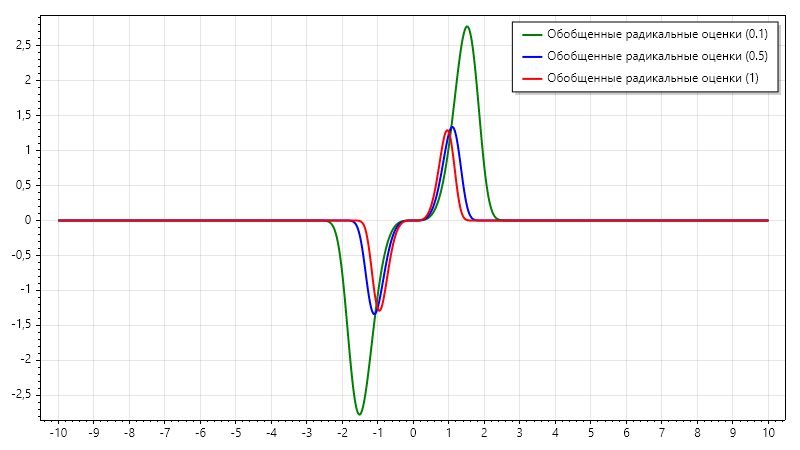 Обобщенные радикальные оценки (0.1)
Обобщенные радикальные оценки (0.5)
Обобщенные радикальные оценки (1)
2,5
2
1,5
1
0,5
0
-0,5
-1
-1,5
-2
-2,5
-10 -9 -8 -7 -6 -5 -4 -3 -2 -1 0 1 2 3 4 5 6 7 8 9 10